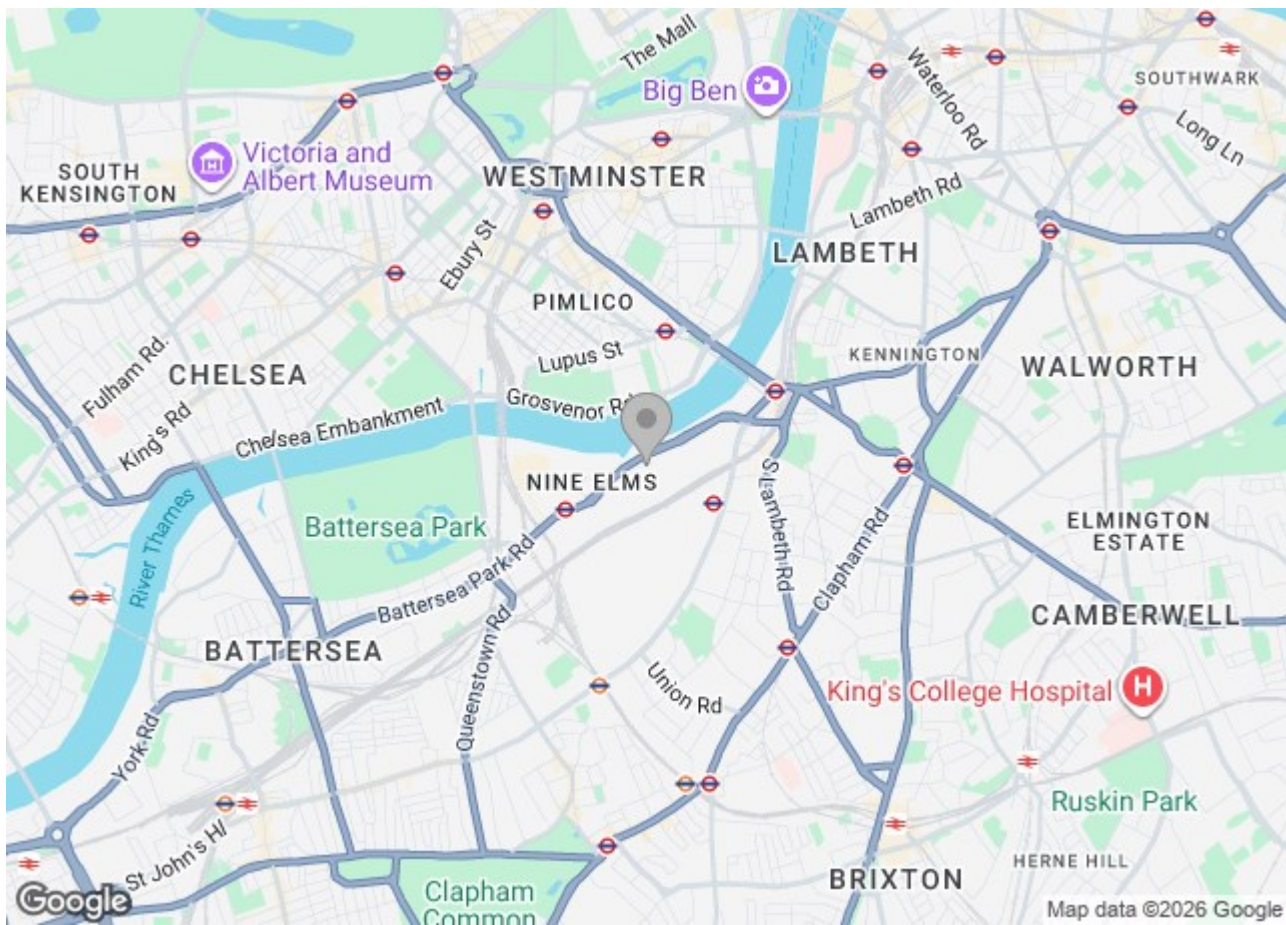 The Mall
Big Ben
Waterloo Rd
SOUTHWARK
Long Ln
Victoria and
Albert Museum
SOUTH
KENSINGTON
WESTMINSTER
Lambeth Rd
Ebury St
LAMBETH
PIMLICO
Lupus St
KENNINGTON
WALWORTH
Fulham Rd.
CHELSEA
King's Rd
Chelsea Embankment
Grosvenor Rd
NINE ELMS
S Lambeth Rd
Clapham Rd
ELMINGTON
ESTATE
Battersea Park
River Thames
Battersea Park Rd
CAMBERWELL
BATTERSEA
Queenstown Rd
Union Rd
King's College Hospital
H
York Rd
Ruskin Park
St John's Hl
HERNE HILL
BRIXTON
Clapham
Common
Google
Map data ©2026 Google